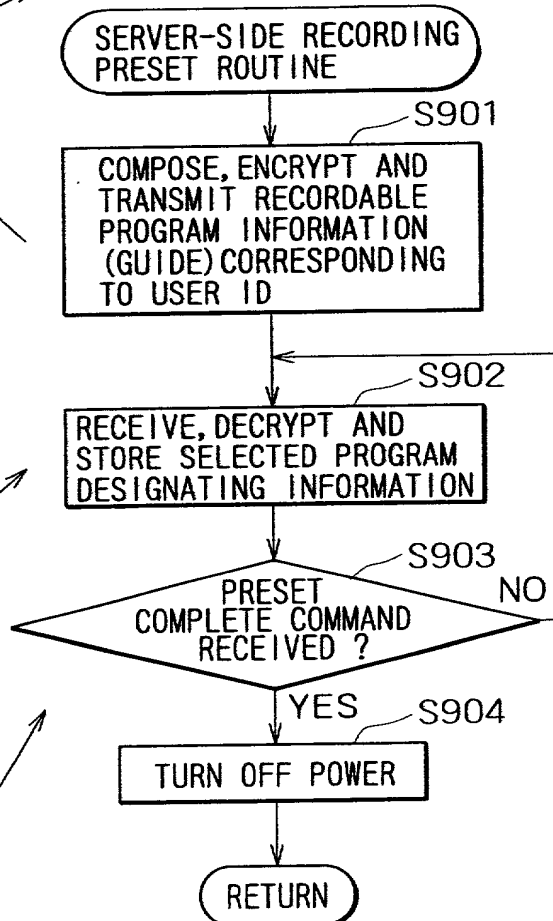 SERVER-SIDE RECORDING
PRESET ROUTINE
S901
COMPOSE, ENCRYPT AND
TRANSMIT RECORDABLE
PROGRAM INFORMATION
(GUIDE) CORRESPONDING
TO USER ID
S902
RECEIVE, DECRYPT AND
STORE SELECTED PROGRAM
DESIGNATING INFORMATION
S903
PRESET
COMPLETE COMMAND
RECEIVED ?
NO
YES
S904
TURN OFF POWER
RETURN